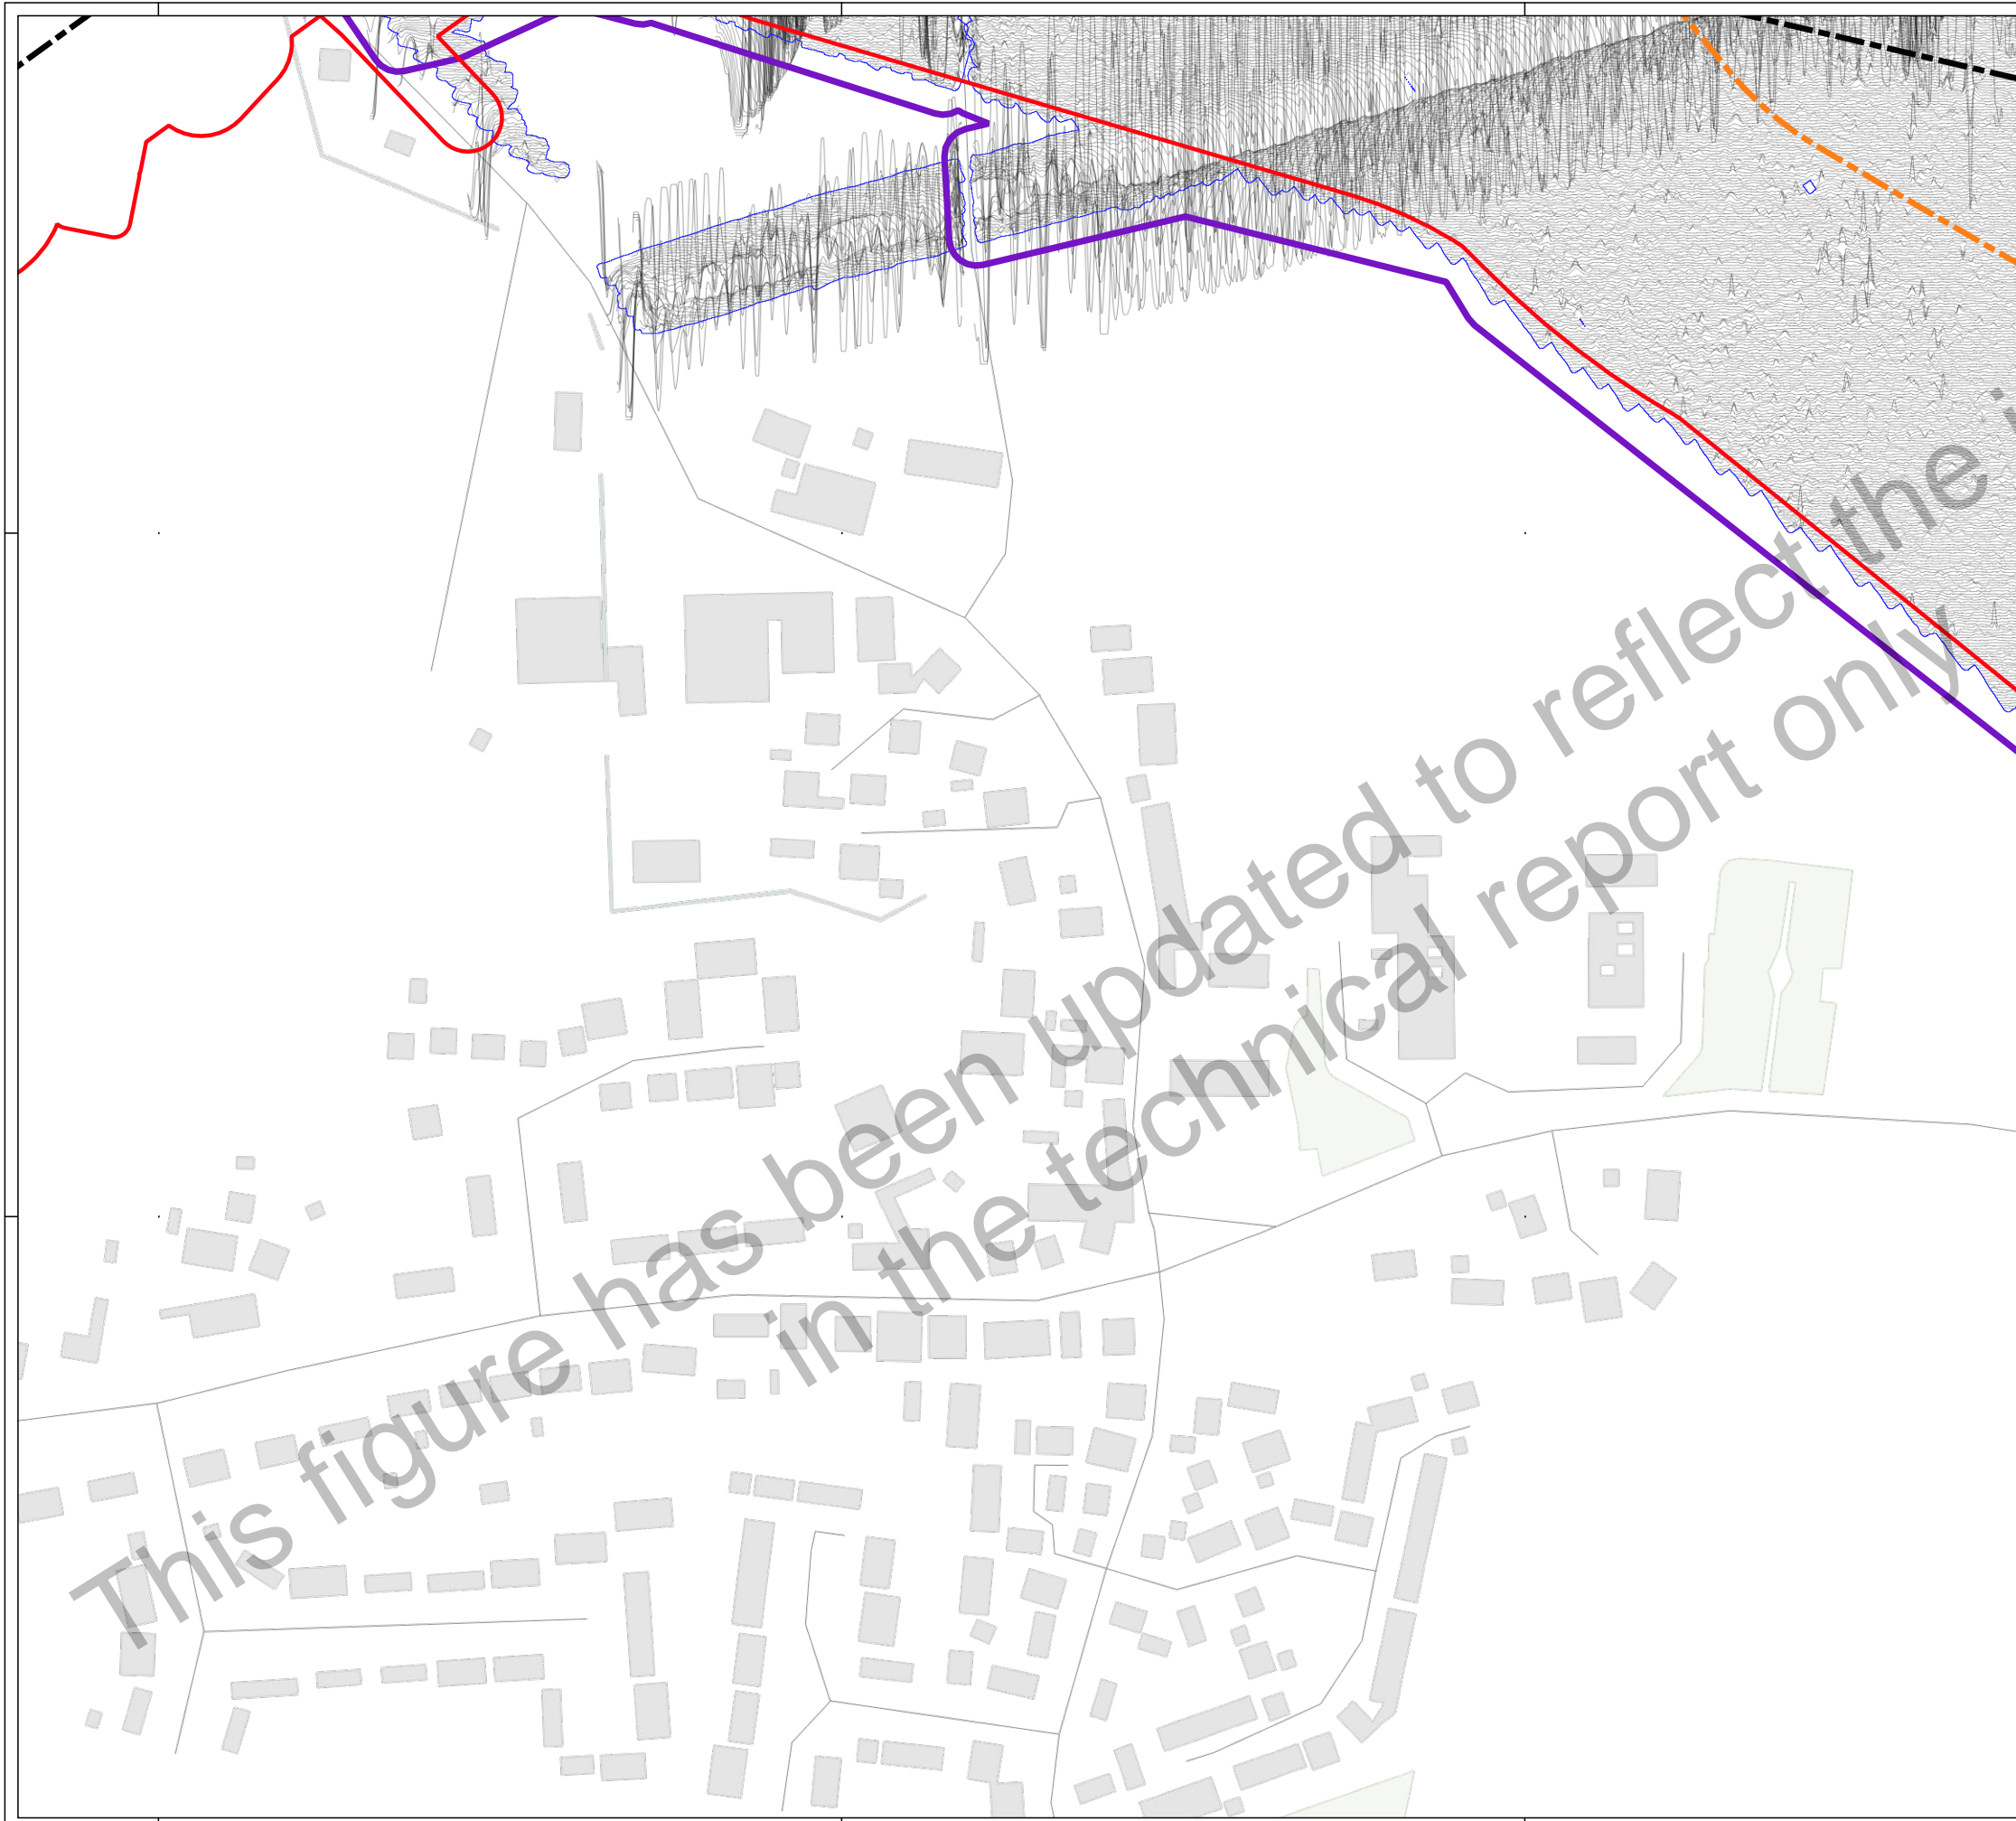 This figure has been updated to reflect the
in the technical report only